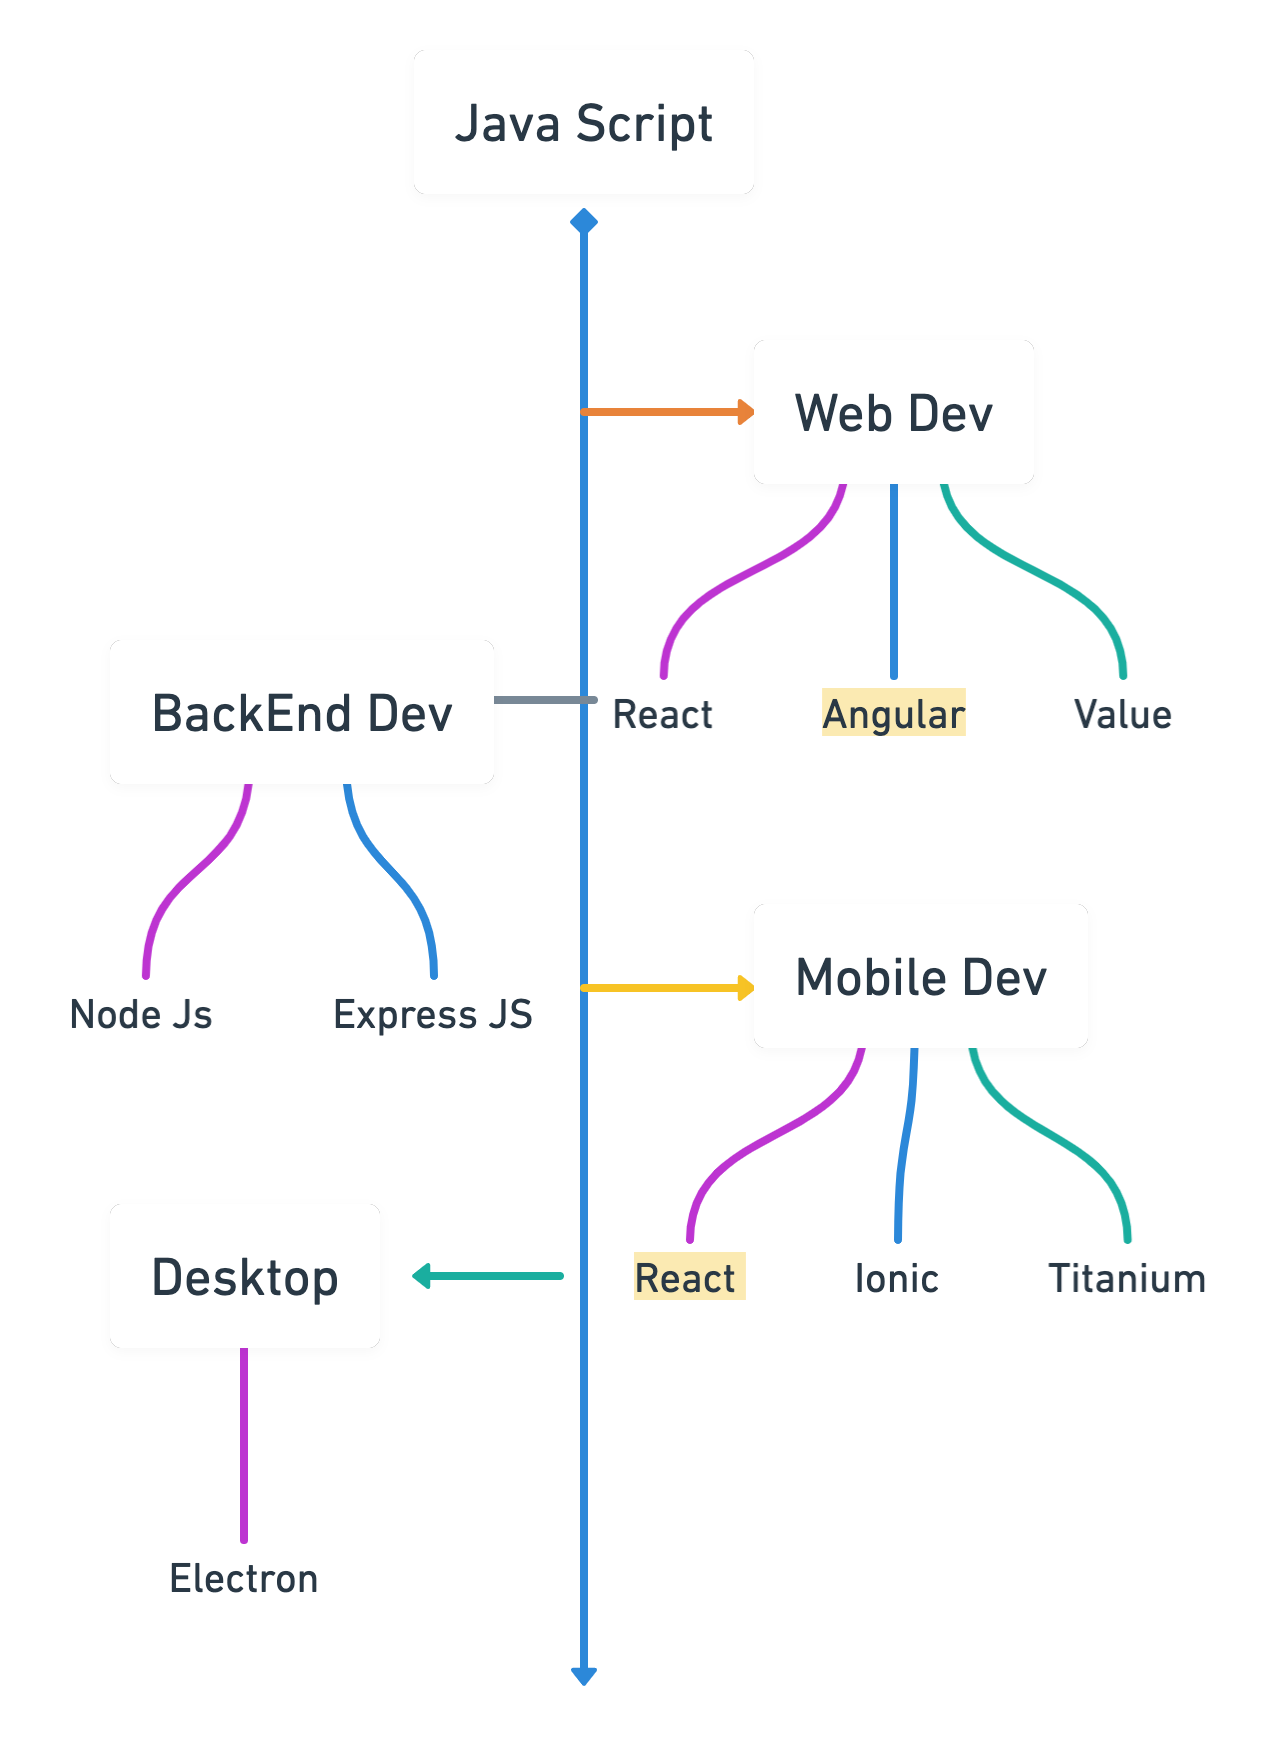 Java Script
Web Dev
React
Angular
Value
BackEnd Dev
Node Js
Express JS
Mobile Dev
React
Ionic
Titanium
Desktop
Electron